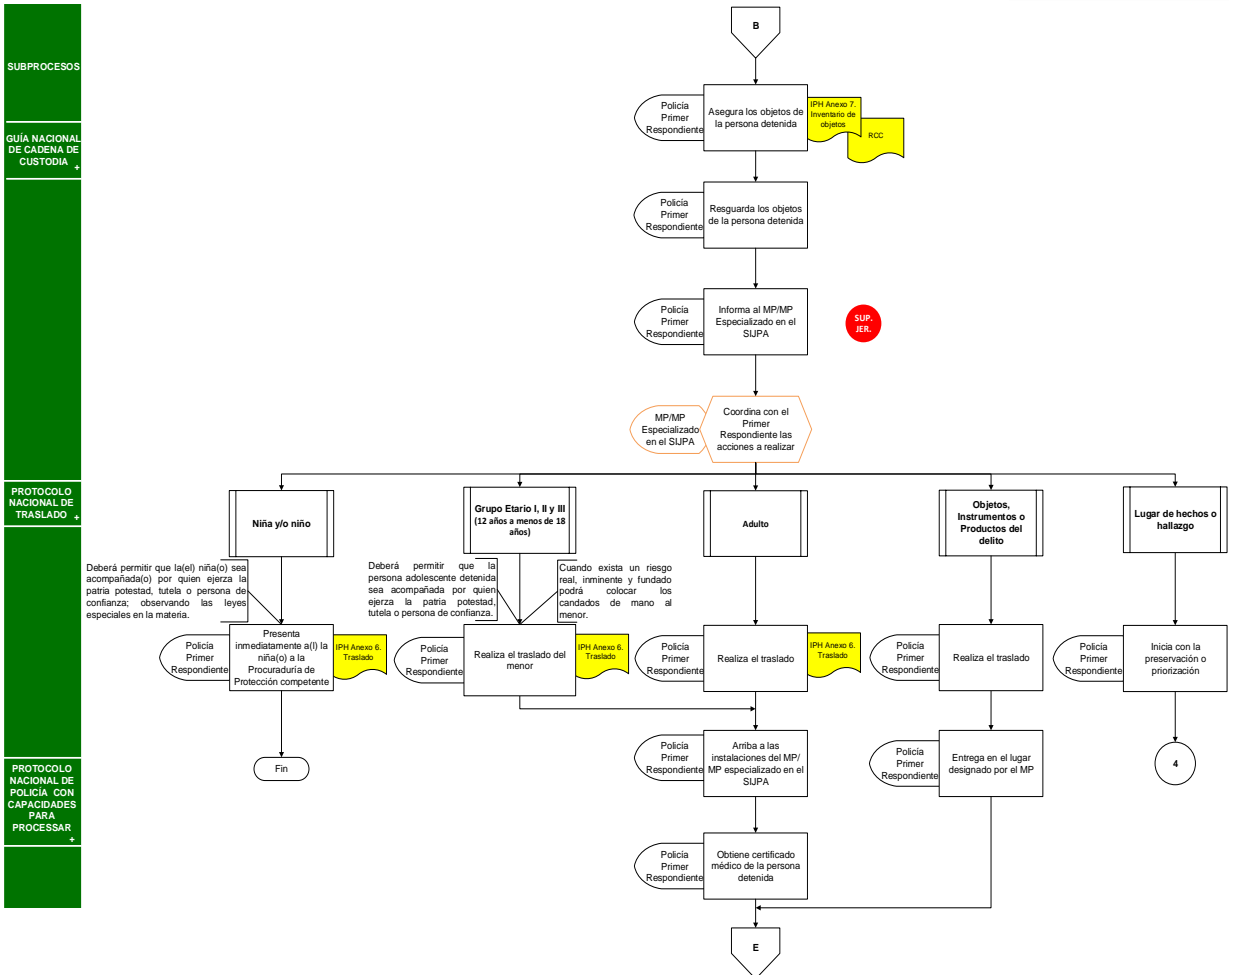 SUBPROCESOS
GUÍA NACIONAL
DE CADENA DE
CUSTODIA
+
PROTOCOLO
NACIONAL DE
TRASLADO
+
PROTOCOLO
NACIONAL DE
POLICÍA CON
CAPACIDADES
PARA
PROCESSAR
+
B
Policía
Primer
Respondiente
Asegura los objetos de
la persona detenida
IPH Anexo 7.
Inventario de
objetos
RCC
Policía
Primer
Respondiente
Resguarda los objetos
de la persona detenida
Policía
Primer
Respondiente
Informa al MP/MP
Especializado en el
SIJPA
SUP.
JER.
MP/MP
Especializado
en el SIJPA
Coordina con el
Primer
Respondiente las
acciones a realizar
Niña y/o niño
Grupo Etario I, II y III
(12 años a menos de 18
años)
Adulto
Objetos,
Instrumentos o
Productos del
delito
Lugar de hechos o
hallazgo
Deberá permitir que la(el) niña(o) sea
acompañada(o) por quien ejerza la
patria potestad, tutela o persona de
confianza; observando las leyes
especiales en la materia.
Deberá permitir que la
persona adolescente detenida
sea acompañada por quien
ejerza la patria potestad,
tutela o persona de confianza.
Cuando exista un riesgo
real, inminente y fundado
podrá colocar los
candados de mano al
menor.
Policía
Primer
Respondiente
Presenta
inmediatamente a(l) la
niña(o) a la
Procuraduría de
Protección competente
IPH Anexo 6.
Traslado
Policía
Primer
Respondiente
Realiza el traslado del
menor
IPH Anexo 6.
Traslado
Policía
Primer
Respondiente
Realiza el traslado
IPH Anexo 6.
Traslado
Policía
Primer
Respondiente
Realiza el traslado
Policía
Primer
Respondiente
Inicia con la
preservación o
priorización
Fin
Policía
Primer
Respondiente
Arriba a las
instalaciones del MP/
MP especializado en el
SIJPA
Policía
Primer
Respondiente
Entrega en el lugar
designado por el MP
4
Policía
Primer
Respondiente
Obtiene certificado
médico de la persona
detenida
E